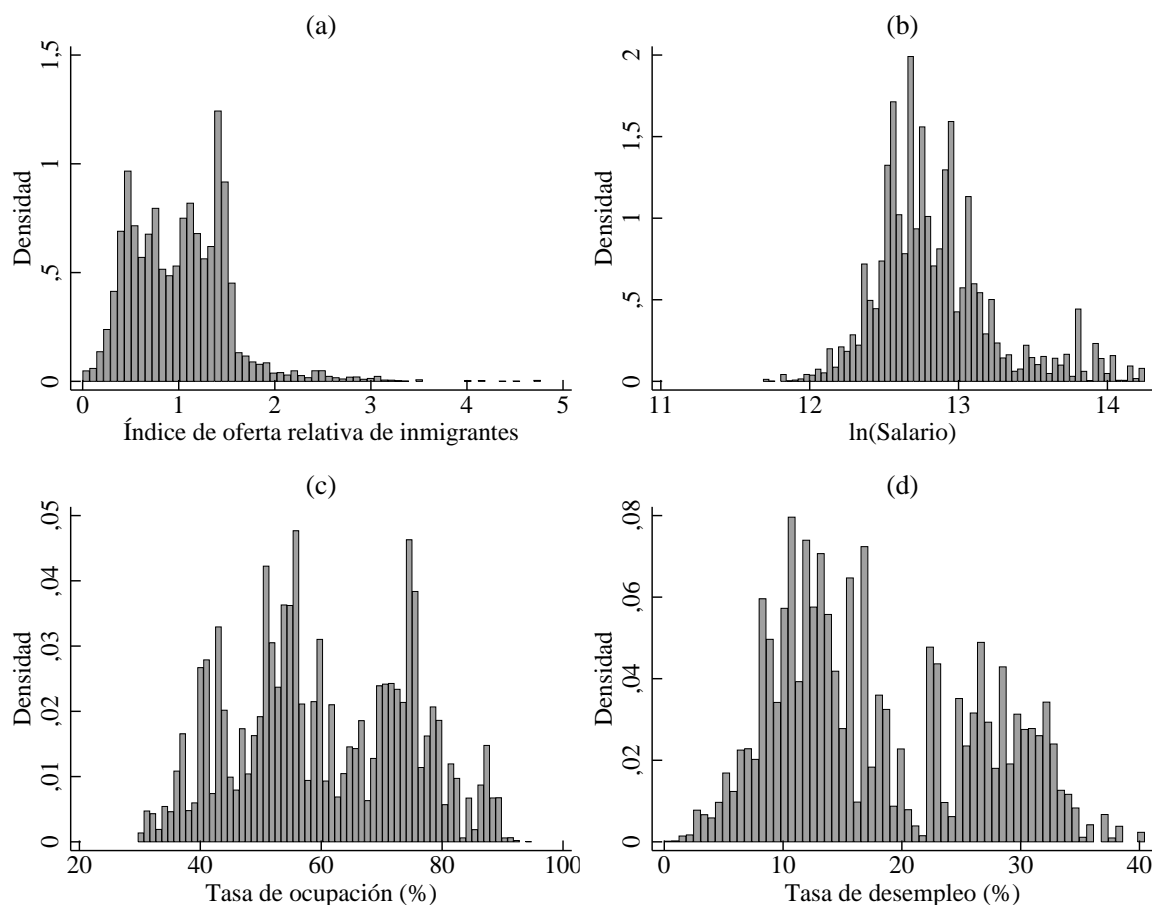 (a)
Densidad
0 ,5 1 1,5
0 1 2 3 4 5
Índice de oferta relativa de inmigrantes
(b)
Densidad
0 ,5 1 1,5 2
11 12 13 14
ln(Salario)
(c)
Densidad
0 ,01 ,02 ,03 ,04 ,05
20 40 60 80 100
Tasa de ocupación (%)
(d)
Densidad
0 ,02 ,04 ,06 ,08
0 10 20 30 40
Tasa de desempleo (%)